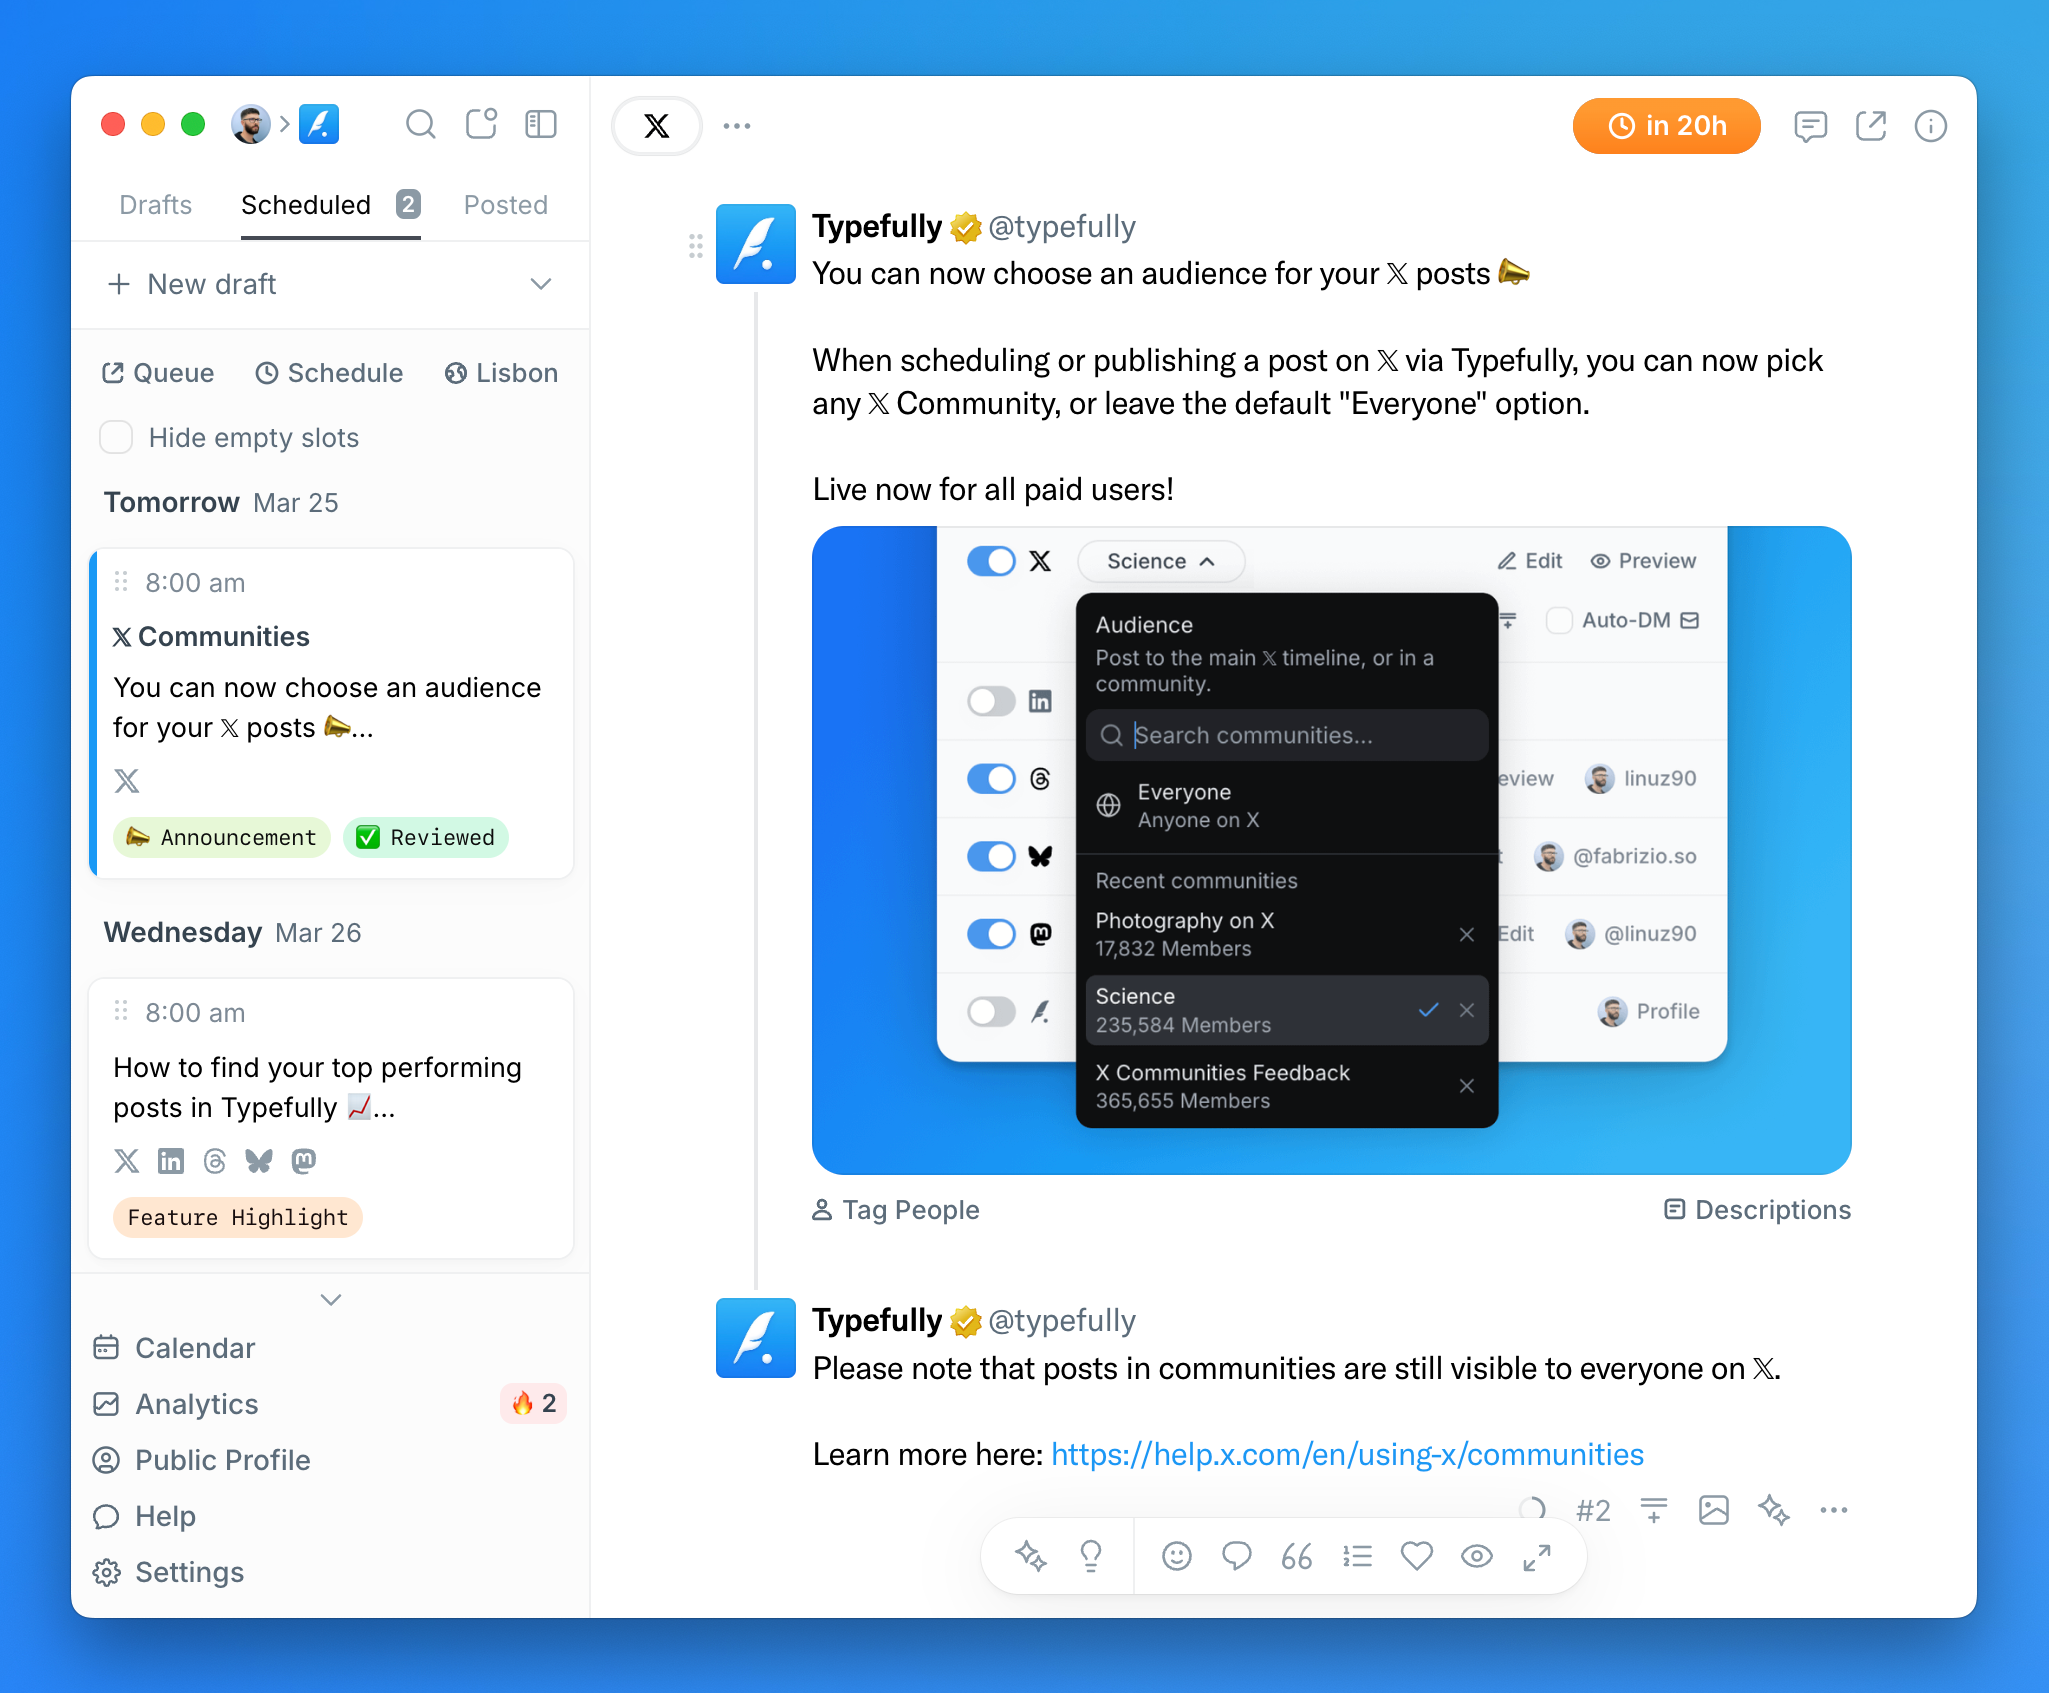 Drafts
Scheduled 2
Posted
New draft
Queue
Schedule
Lisbon
Hide empty slots
Tomorrow Mar 25
8:00 am
𝕏 Communities
You can now choose an audience
for your 𝕏 posts 📣...
📣 Announcement
✅ Reviewed
Wednesday Mar 26
8:00 am
How to find your top performing
posts in Typefully 📈...
Feature Highlight
Calendar
Analytics
🔥 2
Public Profile
Help
Settings
in 20h
Typefully @typefully
You can now choose an audience for your 𝕏 posts 📣
When scheduling or publishing a post on 𝕏 via Typefully, you can now pick
any 𝕏 Community, or leave the default "Everyone" option.
Live now for all paid users!
Science
Edit
Preview
Auto-DM
Audience
Post to the main 𝕏 timeline, or in a
community.
Search communities...
Everyone
Anyone on X
Recent communities
Photography on X
17,832 Members
Science
235,584 Members
X Communities Feedback
365,655 Members
eview
linuz90
t
@fabrizio.so
Edit
@linuz90
Profile
Tag People
Descriptions
Typefully @typefully
Please note that posts in communities are still visible to everyone on 𝕏.
Learn more here: https://help.x.com/en/using-x/communities
#2